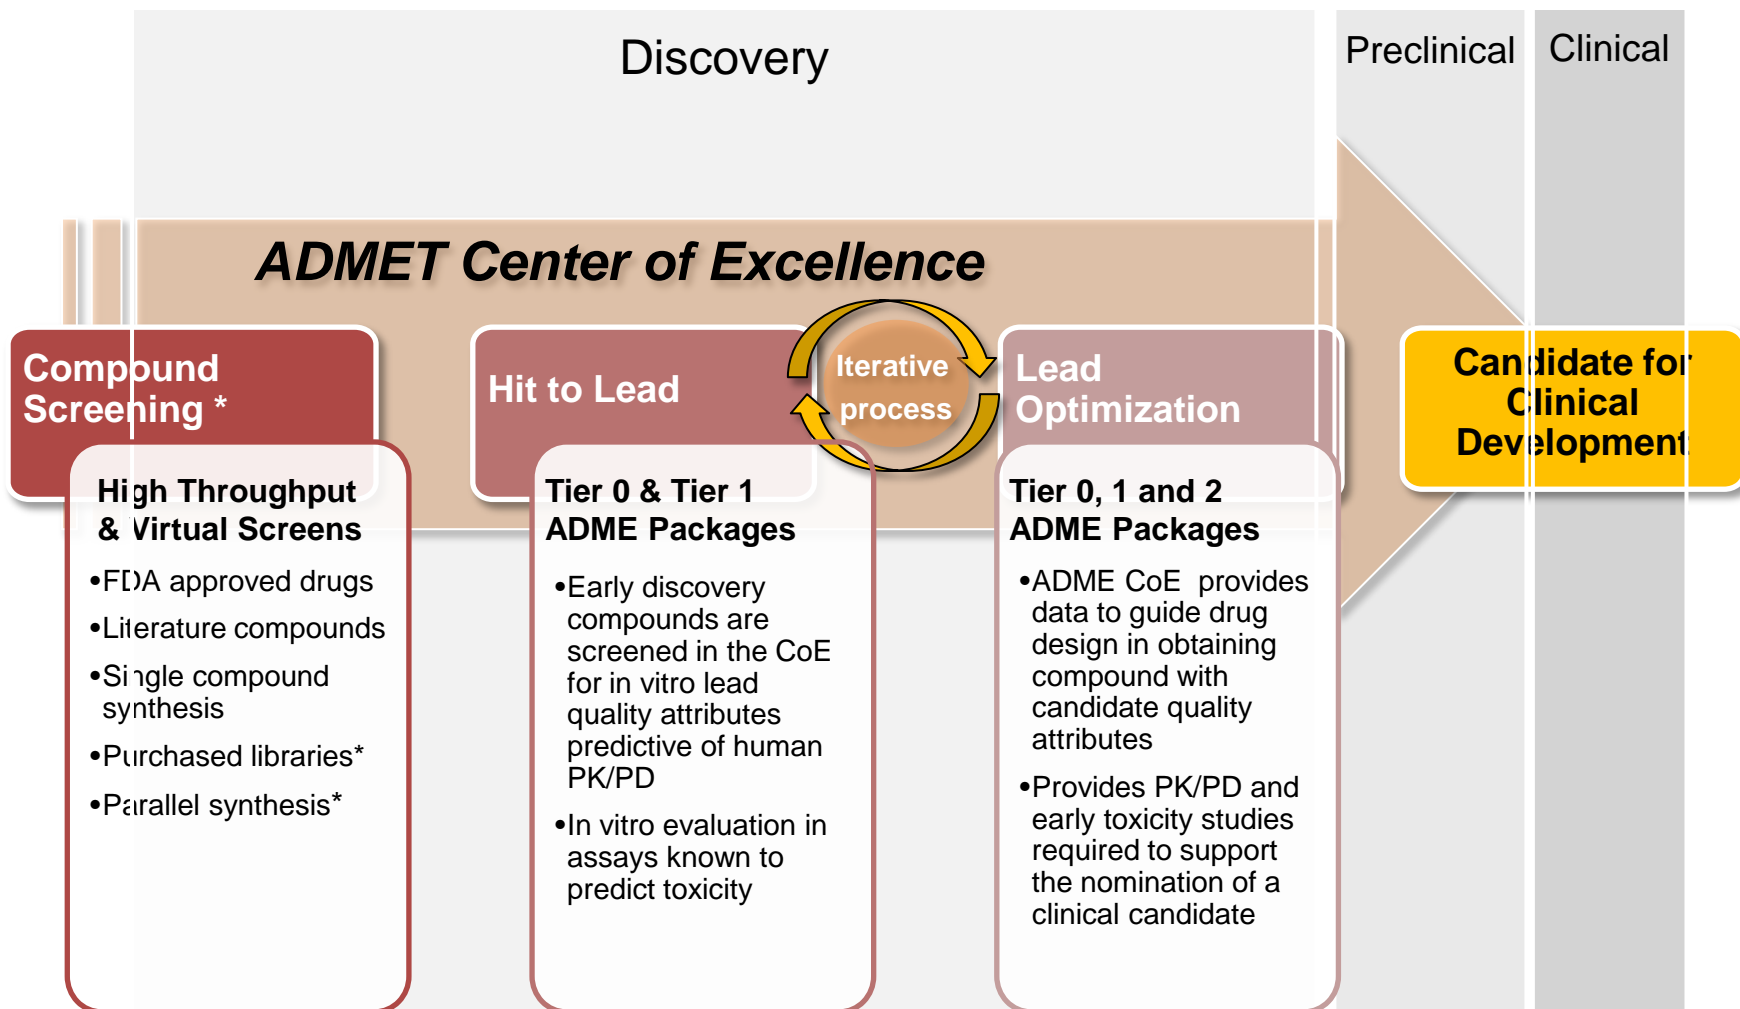 Discovery
Preclinical
Clinical
ADMET Center of Excellence
Compound
Screening *
High Throughput
& Virtual Screens
•FDA approved drugs
•Literature compounds
•Single compound
synthesis
•Purchased libraries*
•Parallel synthesis*
Hit to Lead
Tier 0 & Tier 1
ADME Packages
•Early discovery
compounds are
screened in the CoE
for in vitro lead
quality attributes
predictive of human
PK/PD
•In vitro evaluation in
assays known to
predict toxicity
Iterative
process
Lead
Optimization
Tier 0, 1 and 2
ADME Packages
•ADME CoE provides
data to guide drug
design in obtaining
compound with
candidate quality
attributes
•Provides PK/PD and
early toxicity studies
required to support
the nomination of a
clinical candidate
Candidate for
Clinical
Development